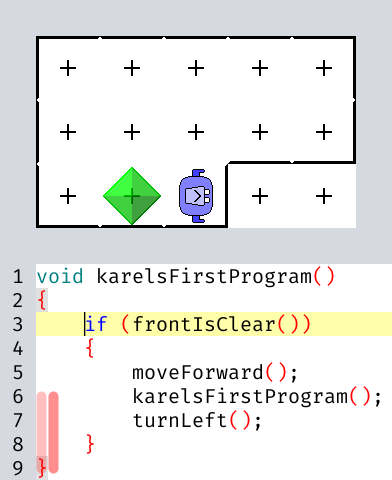 1 void karelsFirstProgram()
2 {
3     if (frontIsClear())
4     {
5         moveForward();
6         karelsFirstProgram();
7         turnLeft();
8     }
9 }